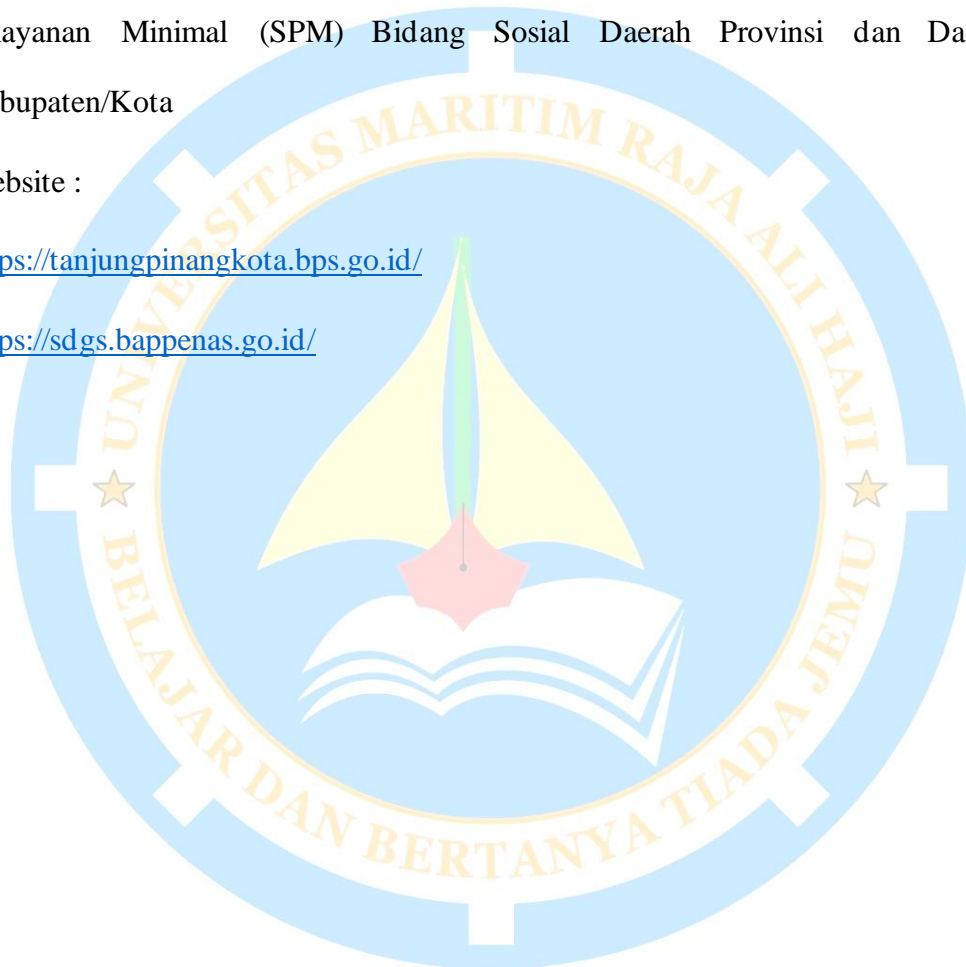 layanan Minimal (SPM) Bidang Sosial Daerah Provinsi dan Da
bupaten/Kota
ebsite :
ps://tanjungpinangkota.bps.go.id/
ps://sdgs.bappenas.go.id/
UNIVERSITAS MARITIM RAJA ALI HAJI
BELAJAR DAN BERTANYA TIADA JEMU